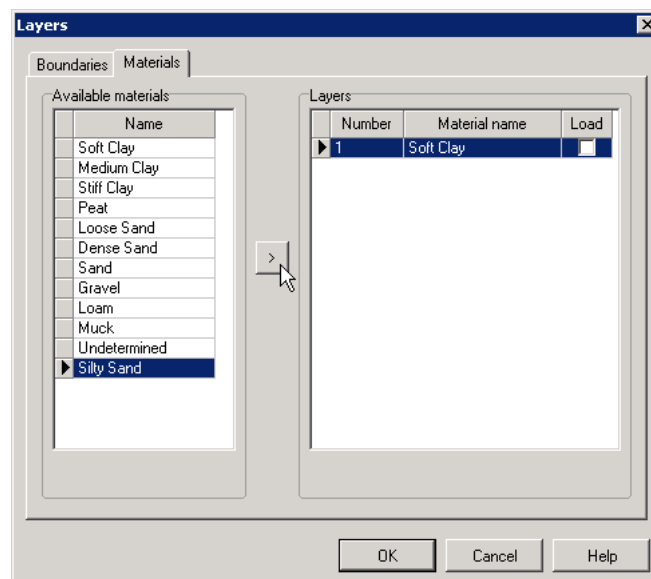 Layers
Boundaries Materials
Available materials
Name
Soft Clay
Medium Clay
Stiff Clay
Peat
Loose Sand
Dense Sand
Sand
Gravel
Loam
Muck
Undetermined
Silty Sand
>
Layers
Number Material name Load
1 Soft Clay
OK Cancel Help